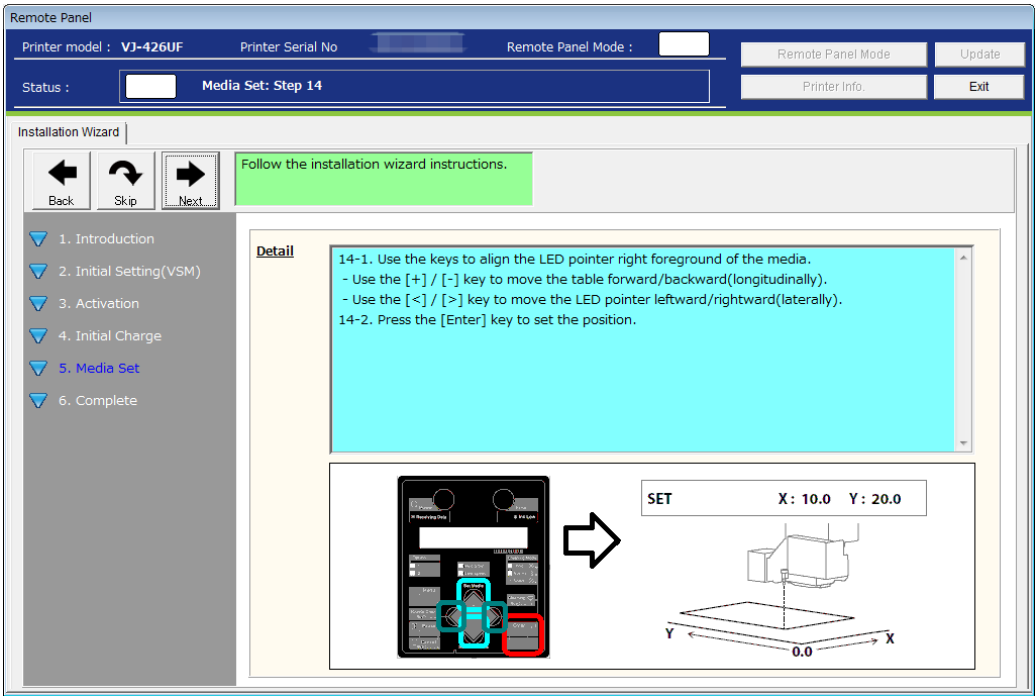 Remote Panel
Printer model : VJ-426UF
Printer Serial No
Remote Panel Mode :
Remote Panel Mode
Update
Status :
Media Set: Step 14
Printer Info.
Exit
Installation Wizard
Back
Skip
Next
Follow the installation wizard instructions.
1. Introduction
2. Initial Setting(VSM)
3. Activation
4. Initial Charge
5. Media Set
6. Complete
Detail
14-1. Use the keys to align the LED pointer right foreground of the media.
- Use the [+] / [-] key to move the table forward/backward(longitudinally).
- Use the [<] / [>] key to move the LED pointer leftward/rightward(laterally).
14-2. Press the [Enter] key to set the position.
SET X : 10.0 Y : 20.0
Y
X
0.0